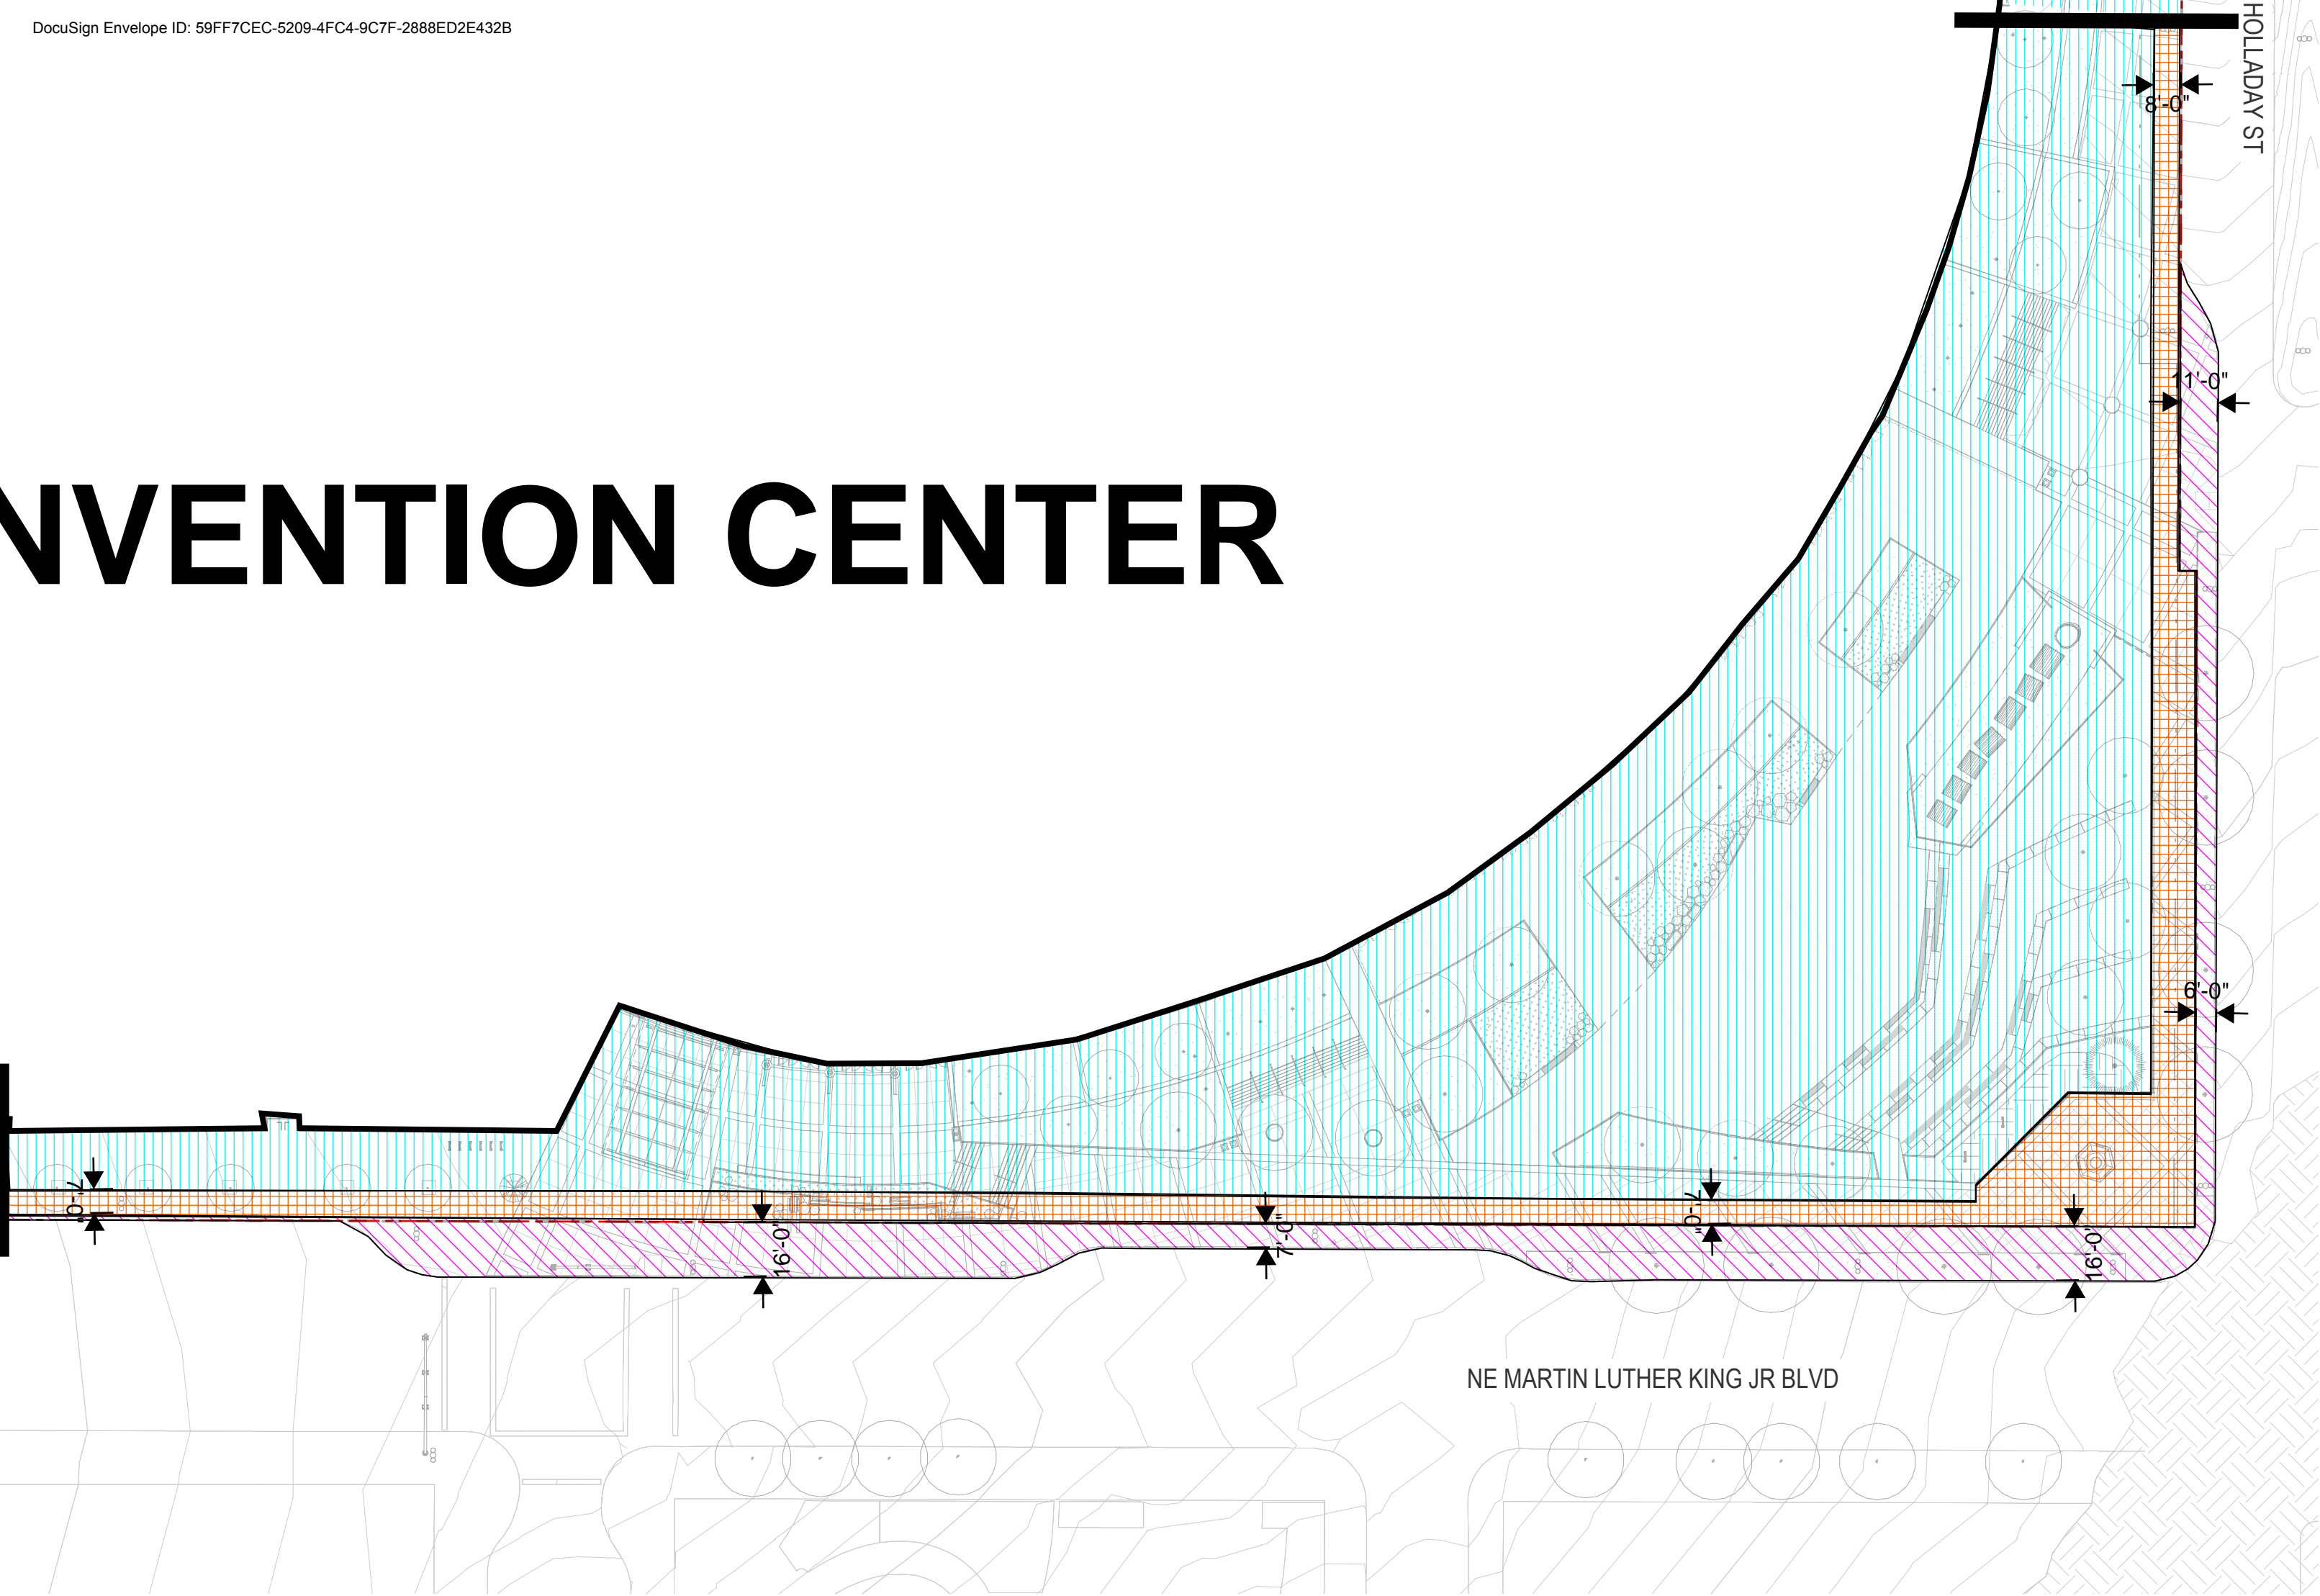 DocuSign Envelope ID: 59FF7CEC-5209-4FC4-9C7F-2888ED2E432B
HOLLADAY ST
8'-0"
11'-0"
NVENTION CENTER
6'-0"
7'-0"
16'-0"
7'-0"
7'-0"
16'-0"
NE MARTIN LUTHER KING JR BLVD